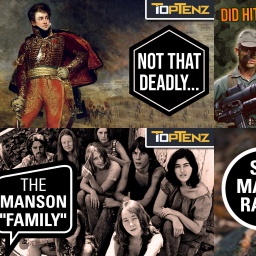 TOPTENZ
NOT THAT
DEADLY...
DID HIT
TOPTENZ
THE
MANSON
"FAMILY"
S
MA
RA